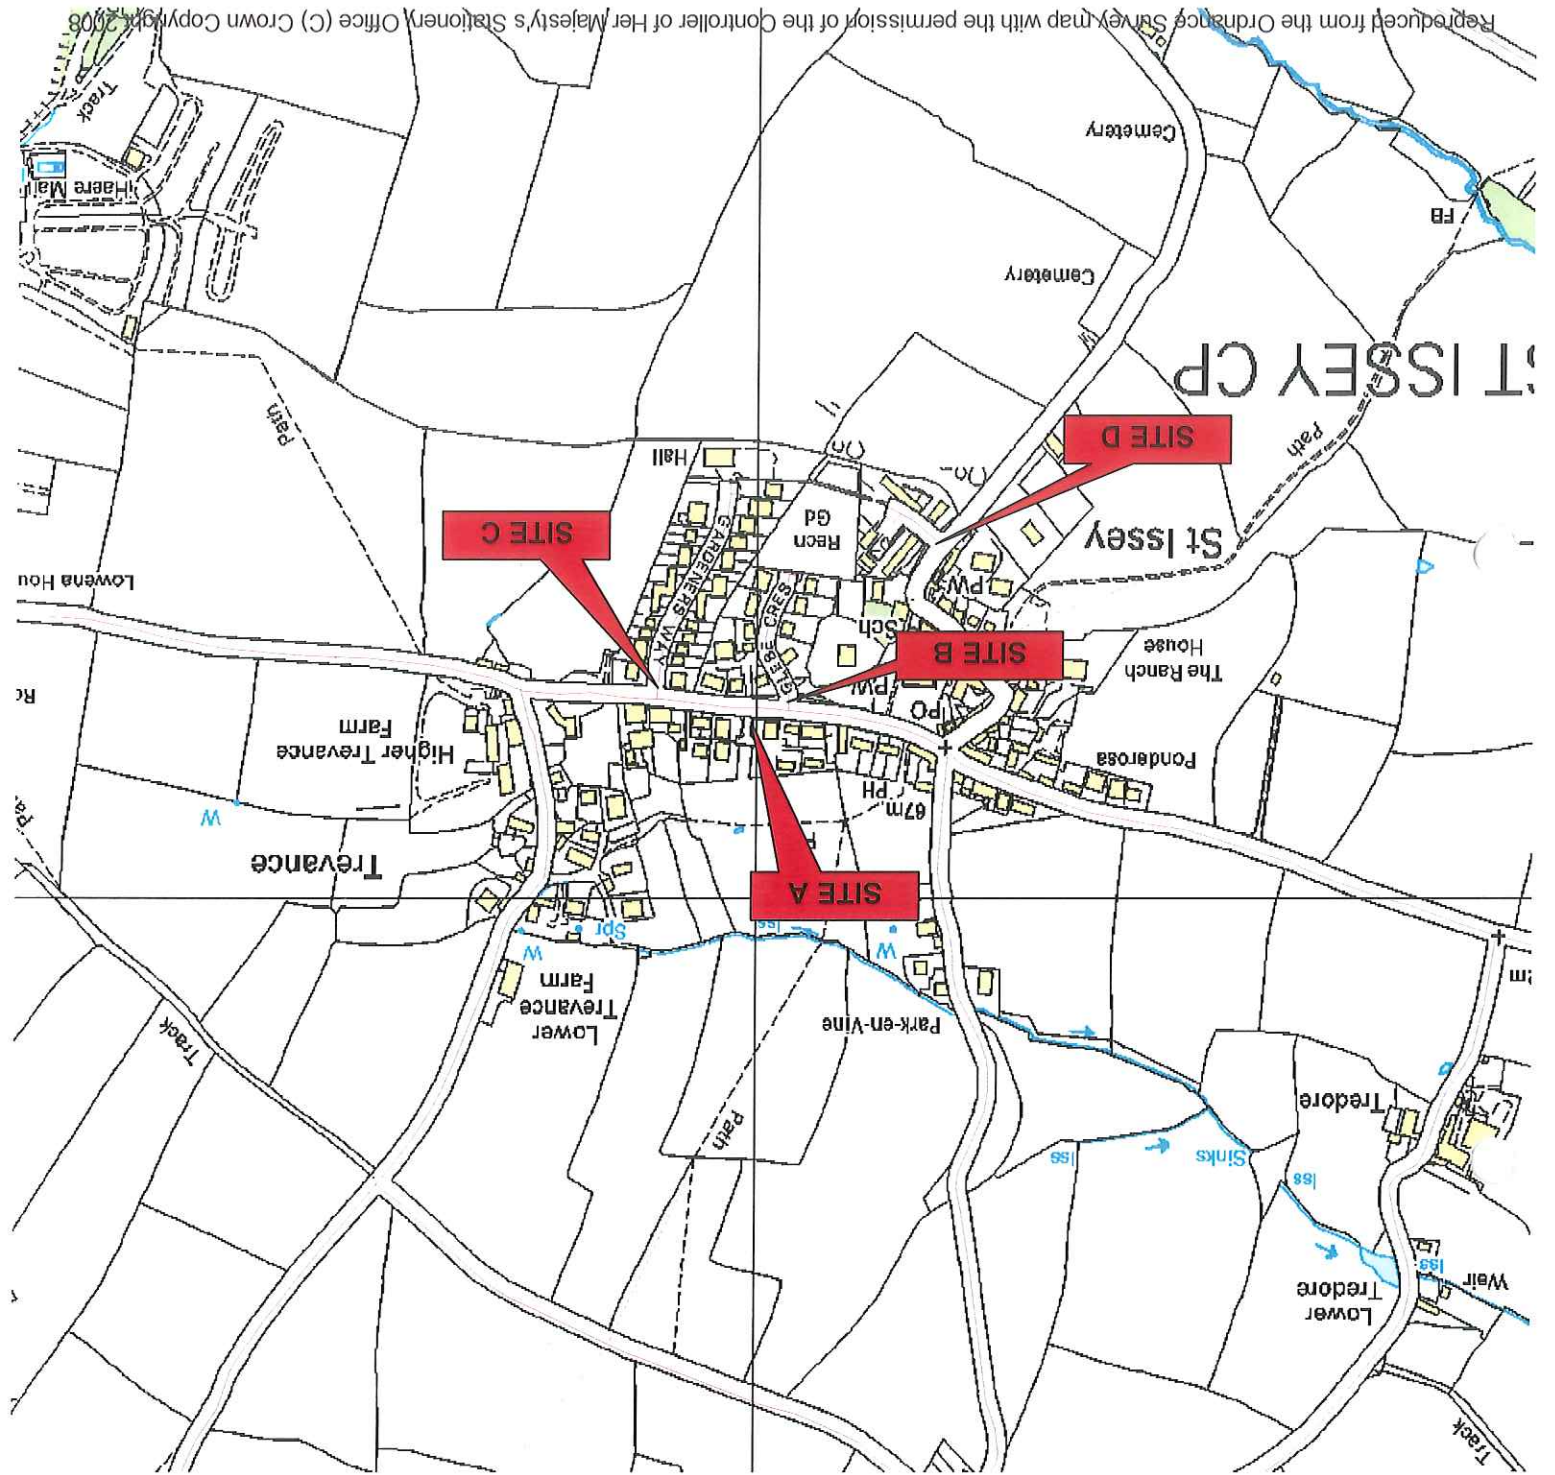 Track
Weir
Lower
Tredore
Iss
Iss
Sinks
Iss
Tredore
Path
Track
Park-en-Vine
Lower
Trevance
Farm
W
Spr
W
Iss
SITE A
Trevance
W
67m
PH
Ponderosa
Higher Trevance
Farm
PO
PW
The Ranch
House
SITE B
Sch
GLEBE CRES
GARDENERS WAY
Lowena Hou
PW
St Issey
Recn
Gd
SITE C
Hall
SITE D
Path
Path
ST ISSEY CP
W
Cemetery
FB
Haere Ma
Cemetery
Track
Reproduced from the Ordnance Survey map with the permission of the Controller of Her Majesty's Stationery Office (C) Crown Copyright 2008